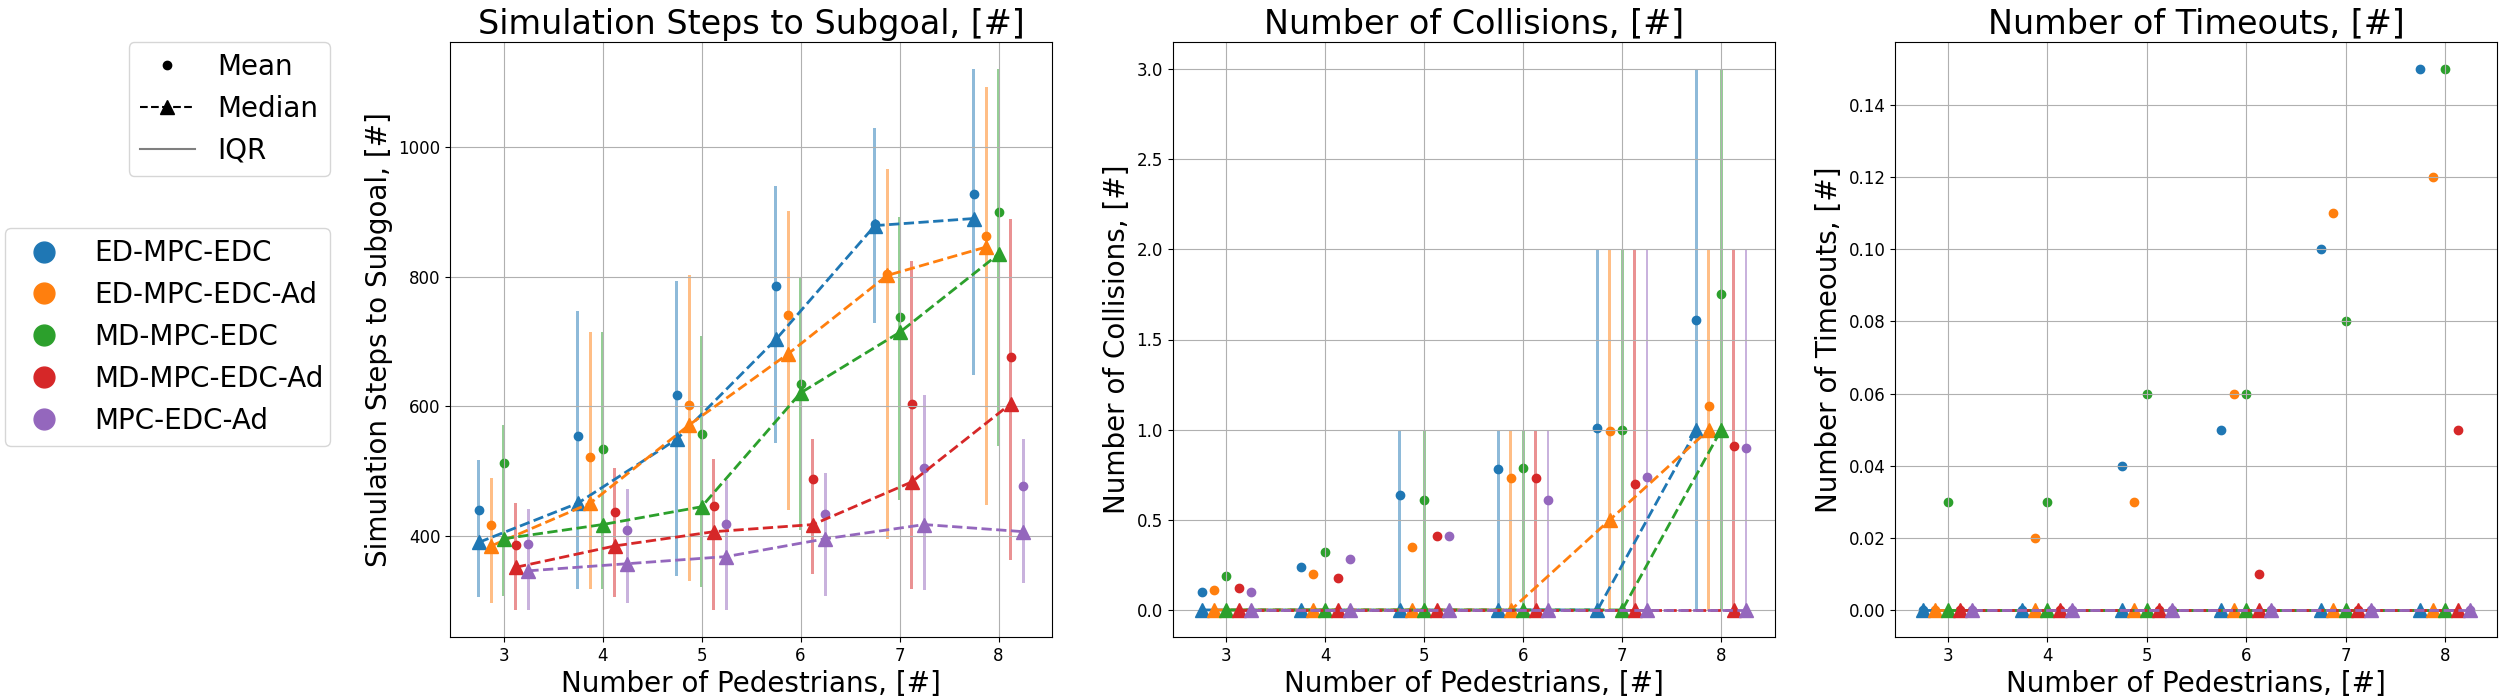 Mean
Median
IQR
ED-MPC-EDC
ED-MPC-EDC-Ad
MD-MPC-EDC
MD-MPC-EDC-Ad
MPC-EDC-Ad
Simulation Steps to Subgoal, [#]
Simulation Steps to Subgoal, [#]
1000
800
600
400
3 4 5 6 7 8
Number of Pedestrians, [#]
Number of Collisions, [#]
Number of Collisions, [#]
3.0
2.5
2.0
1.5
1.0
0.5
0.0
3 4 5 6 7 8
Number of Pedestrians, [#]
Number of Timeouts, [#]
Number of Timeouts, [#]
0.14
0.12
0.10
0.08
0.06
0.04
0.02
0.00
3 4 5 6 7 8
Number of Pedestrians, [#]